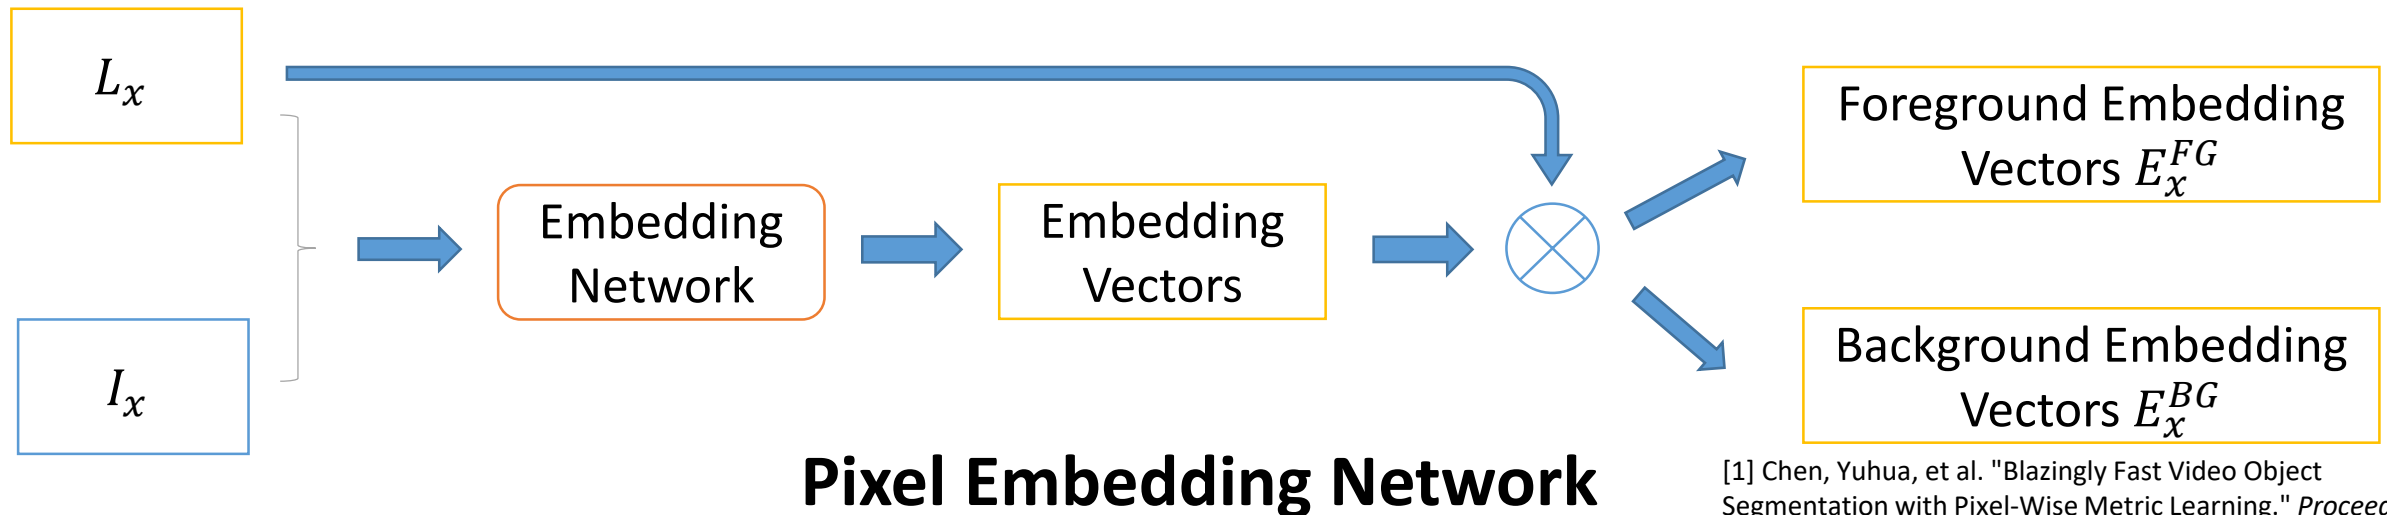 L_x
I_x
Embedding
Network
Embedding
Vectors
Foreground Embedding
Vectors E_x^{FG}
Background Embedding
Vectors E_x^{BG}
Pixel Embedding Network
[1] Chen, Yuhua, et al. "Blazingly Fast Video Object
Segmentation with Pixel-Wise Metric Learning." Proceed